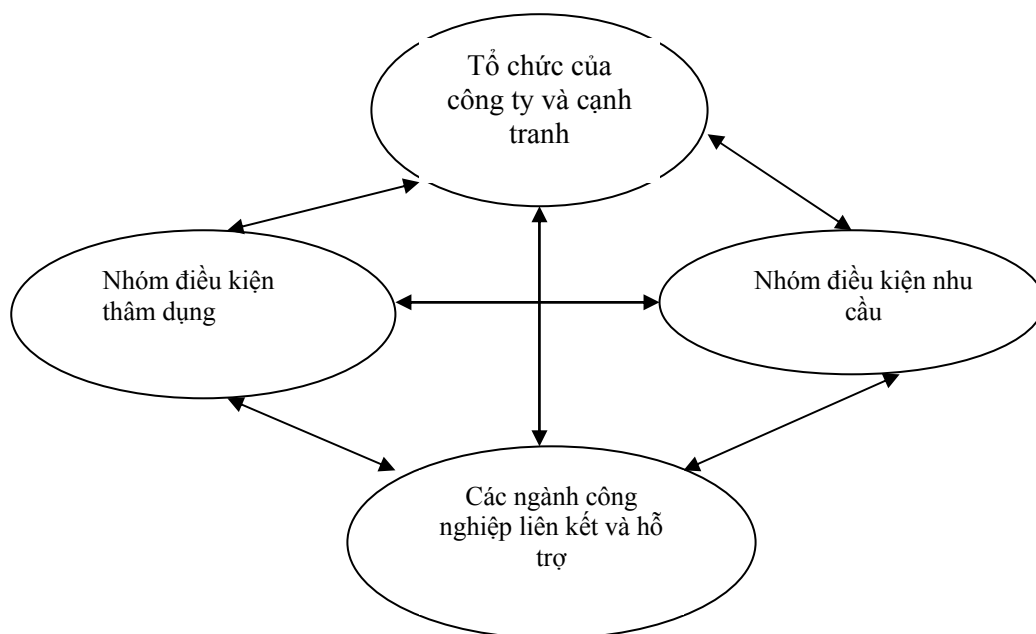 Tổ chức của
công ty và cạnh
tranh
Nhóm điều kiện
thâm dụng
Nhóm điều kiện nhu
cầu
Các ngành công
nghiệp liên kết và hỗ
trợ